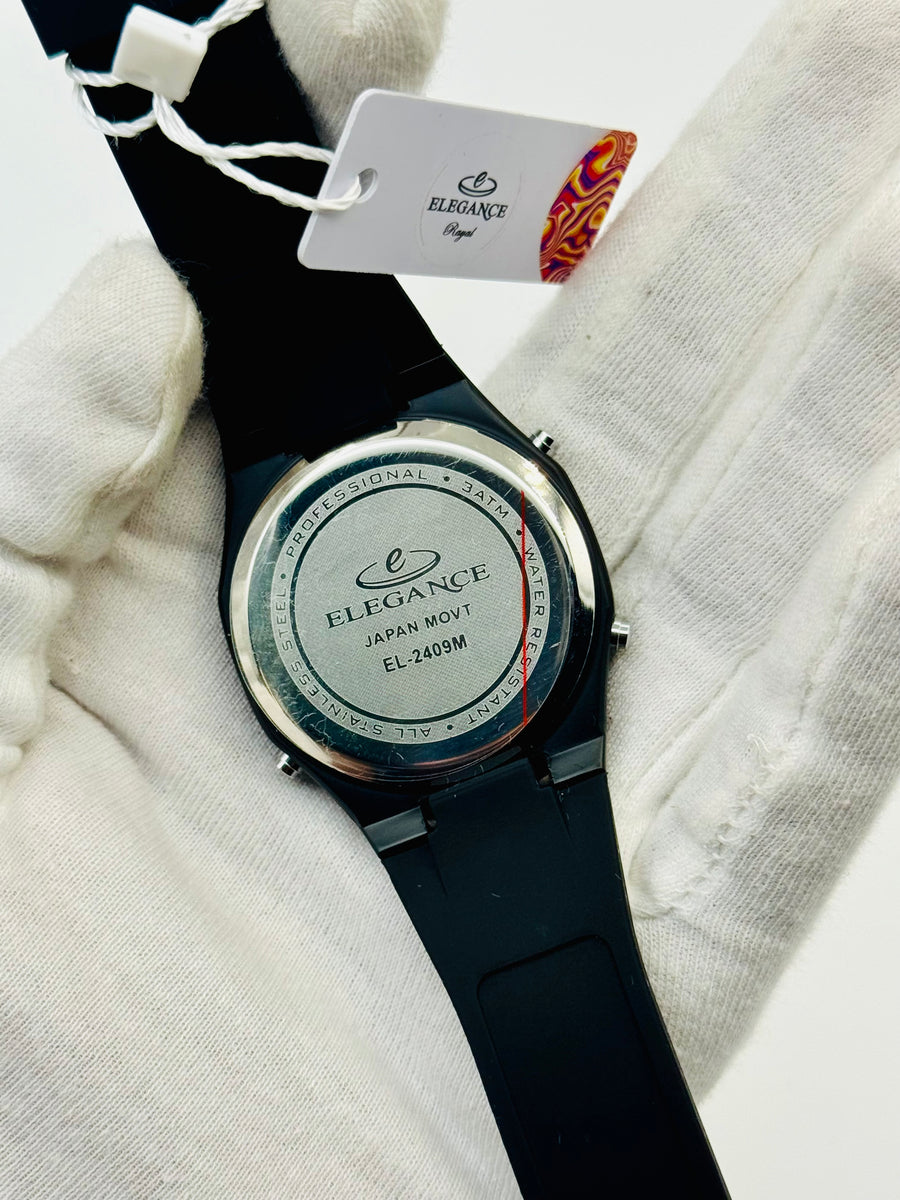 e
ELEGANCE
Royal
PROFESSIONAL • 3ATM • WATER RESISTANT • ALL STAINLESS STEEL •
e
ELEGANCE
JAPAN MOVT
EL-2409M